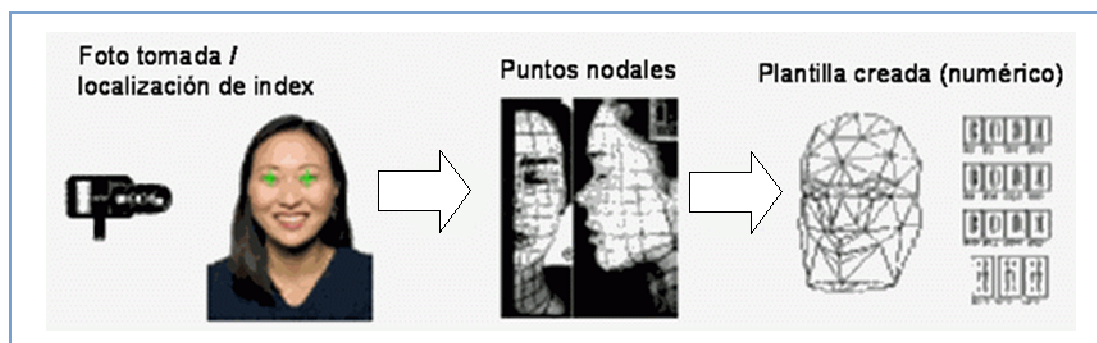 Foto tomada /
localización de index
Puntos nodales
Plantilla creada (numérico)